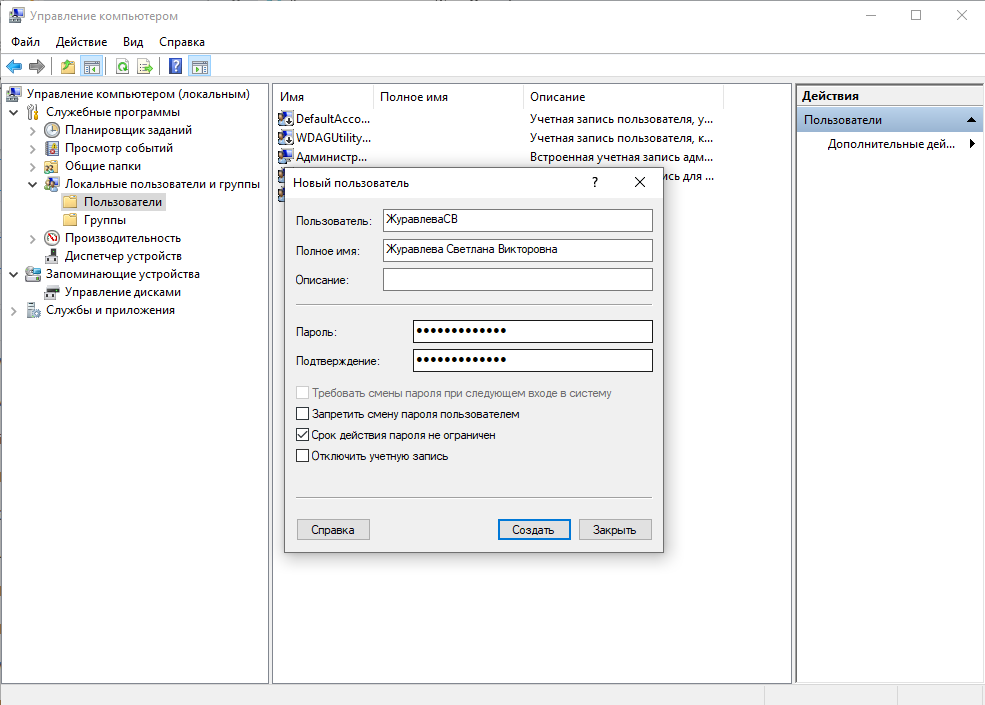 Управление компьютером
Файл Действие Вид Справка
Управление компьютером (локальным)
Служебные программы
Планировщик заданий
Просмотр событий
Общие папки
Локальные пользователи и группы
Пользователи
Группы
Производительность
Диспетчер устройств
Запоминающие устройства
Управление дисками
Службы и приложения
Имя Полное имя Описание
DefaultAcco... Учетная запись пользователя, у...
WDAGUtility... Учетная запись пользователя, к...
Администр... Встроенная учетная запись адм...
ись для ...
Новый пользователь ?
Пользователь: ЖуравлеваСВ
Полное имя: Журавлева Светлана Викторовна
Описание:
Пароль: •••••••••••••
Подтверждение: •••••••••••••
Требовать смены пароля при следующем входе в систему
Запретить смену пароля пользователем
Срок действия пароля не ограничен
Отключить учетную запись
Справка Создать Закрыть
Действия
Пользователи
Дополнительные дей...